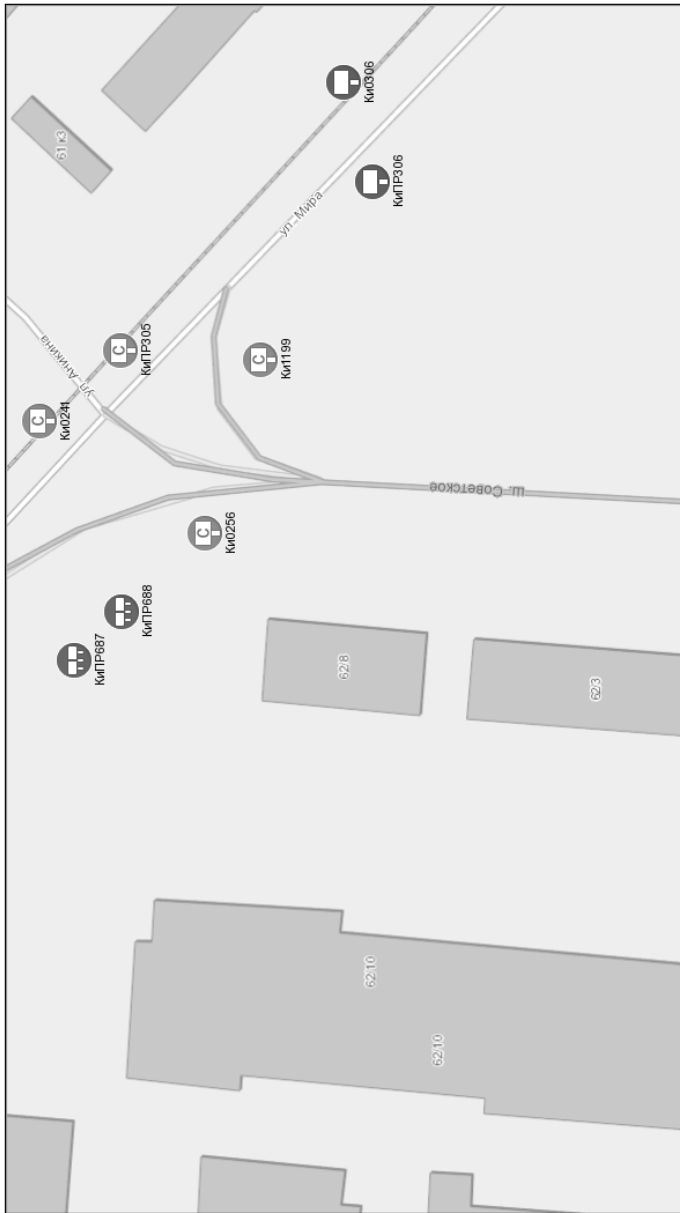 61 к3
Ки0306
КиПР306
ул. Мира
КиПР305
ул. Аникина
Ки0241
С
С
Ки1199
С
Ки0256
С
ш. Советское
КиПР688
КиПР687
62/8
62/3
62/10
62/10